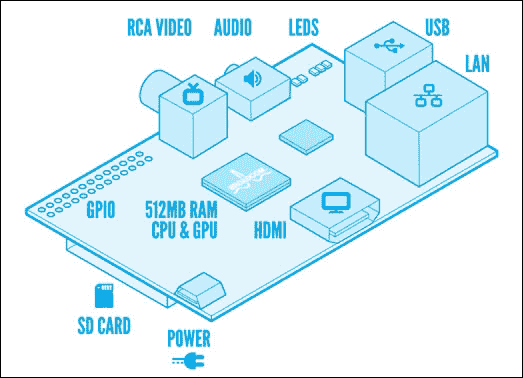 RCA VIDEO
AUDIO
LEDS
USB
LAN
GPIO
512MB RAM
CPU & GPU
HDMI
SD CARD
POWER